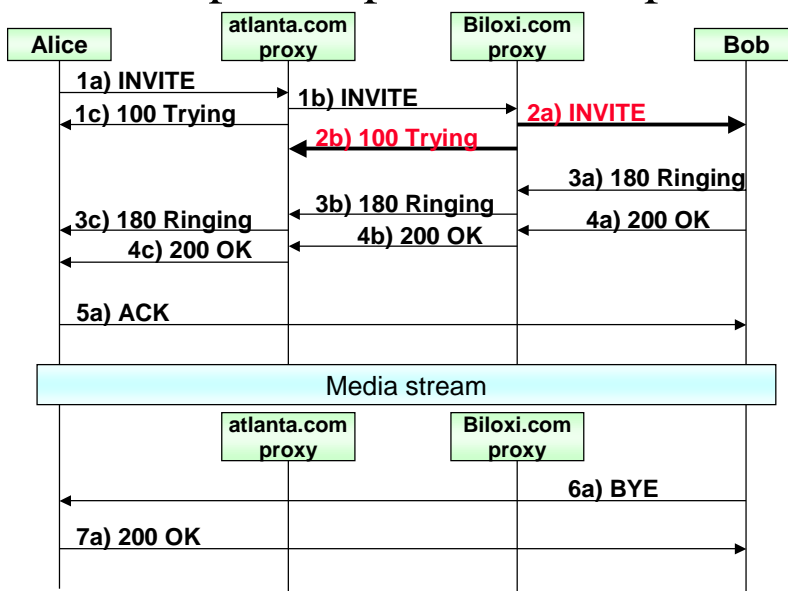 Alice
atlanta.com
proxy
Biloxi.com
proxy
Bob
1a) INVITE
1b) INVITE
1c) 100 Trying
2a) INVITE
2b) 100 Trying
3a) 180 Ringing
3b) 180 Ringing
3c) 180 Ringing
4a) 200 OK
4b) 200 OK
4c) 200 OK
5a) ACK
Media stream
atlanta.com
proxy
Biloxi.com
proxy
6a) BYE
7a) 200 OK